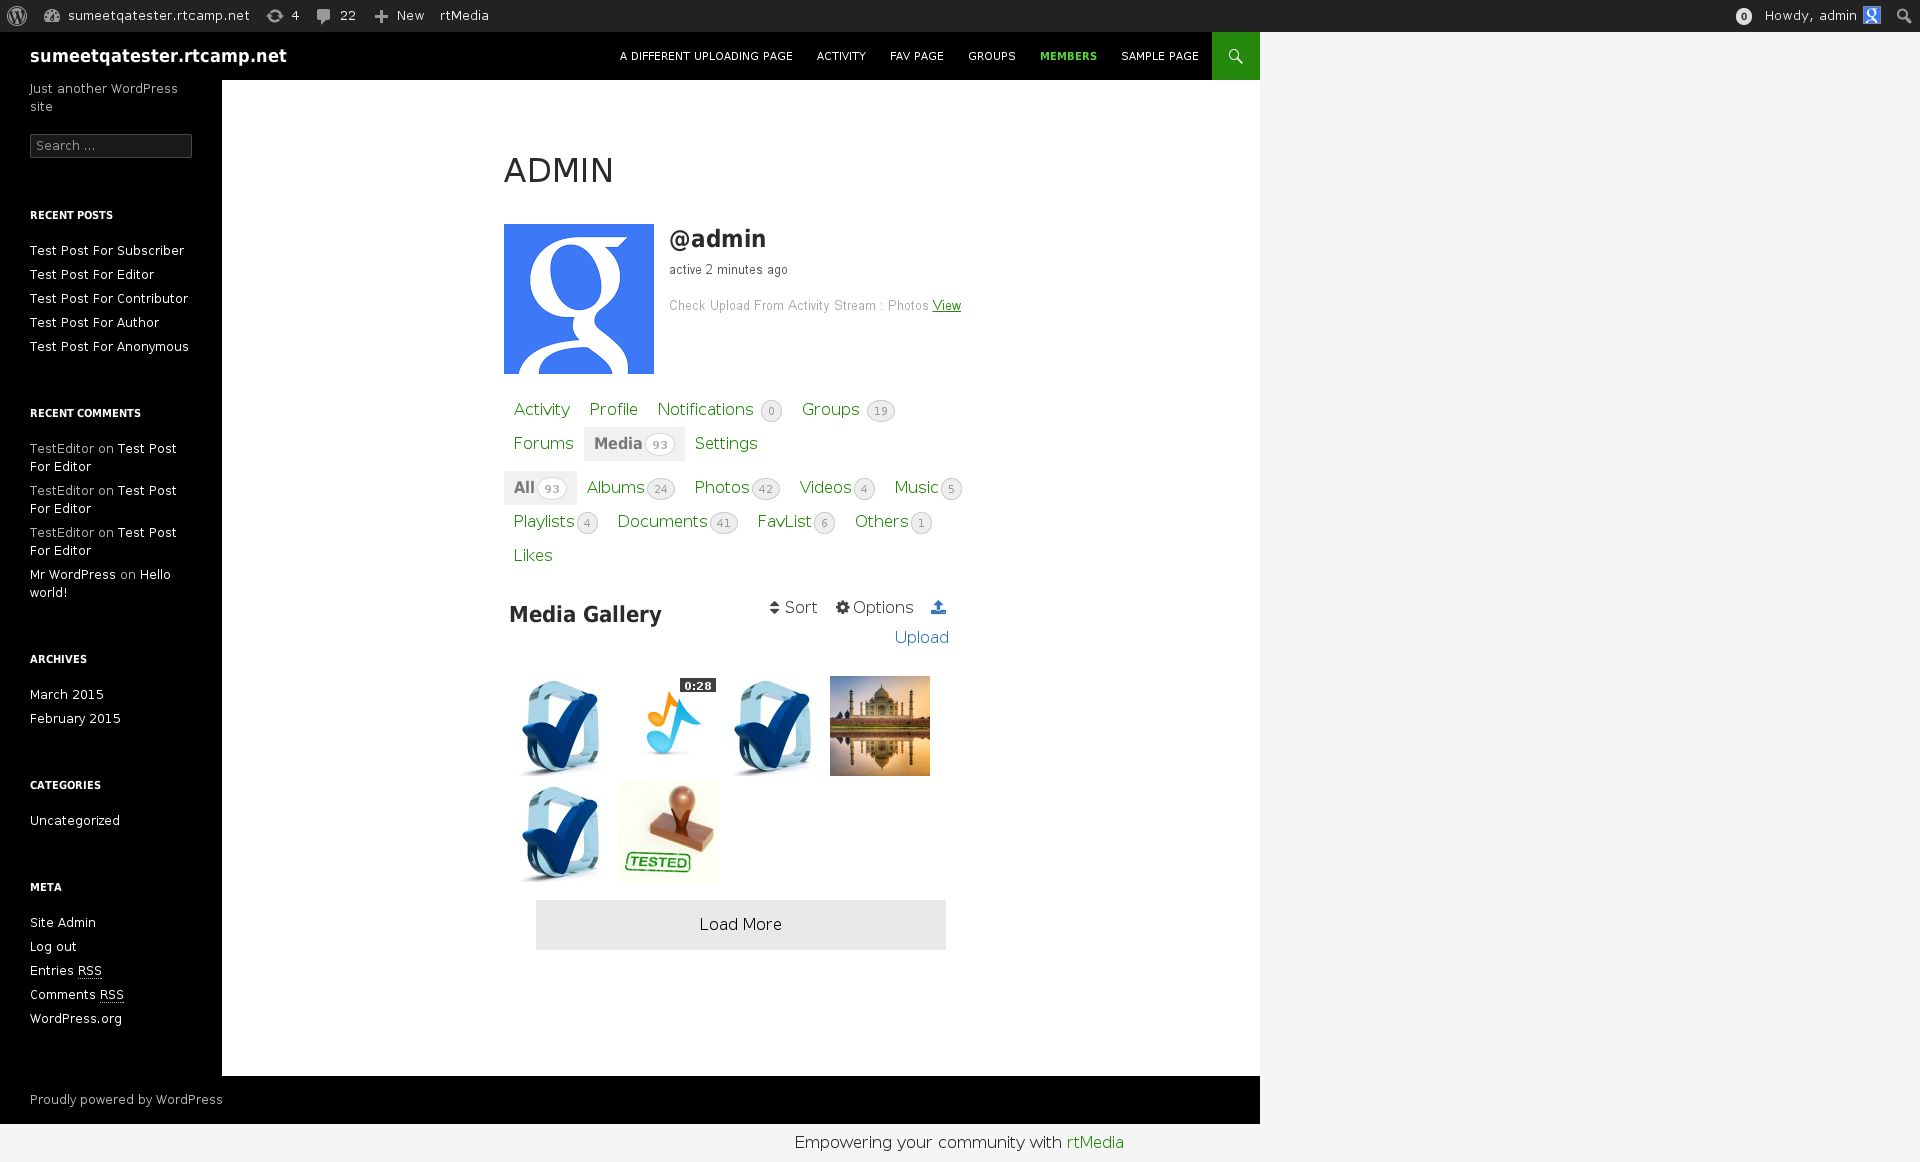 sumeetqatester.rtcamp.net 4 22 New rtMedia 0 Howdy, admin
sumeetqatester.rtcamp.net A DIFFERENT UPLOADING PAGE ACTIVITY FAV PAGE GROUPS MEMBERS SAMPLE PAGE
Just another WordPress
site
Search ...
RECENT POSTS
Test Post For Subscriber
Test Post For Editor
Test Post For Contributor
Test Post For Author
Test Post For Anonymous
RECENT COMMENTS
TestEditor on Test Post
For Editor
TestEditor on Test Post
For Editor
TestEditor on Test Post
For Editor
Mr WordPress on Hello
world!
ARCHIVES
March 2015
February 2015
CATEGORIES
Uncategorized
META
Site Admin
Log out
Entries RSS
Comments RSS
WordPress.org
ADMIN
@admin
active 2 minutes ago
Check Upload From Activity Stream : Photos View
Activity Profile Notifications 0 Groups 19
Forums Media 93 Settings
All 93 Albums 24 Photos 42 Videos 4 Music 5
Playlists 4 Documents 41 FavList 6 Others 1
Likes
Media Gallery Sort Options
Upload
0:28
TESTED
Load More
Proudly powered by WordPress
Empowering your community with rtMedia